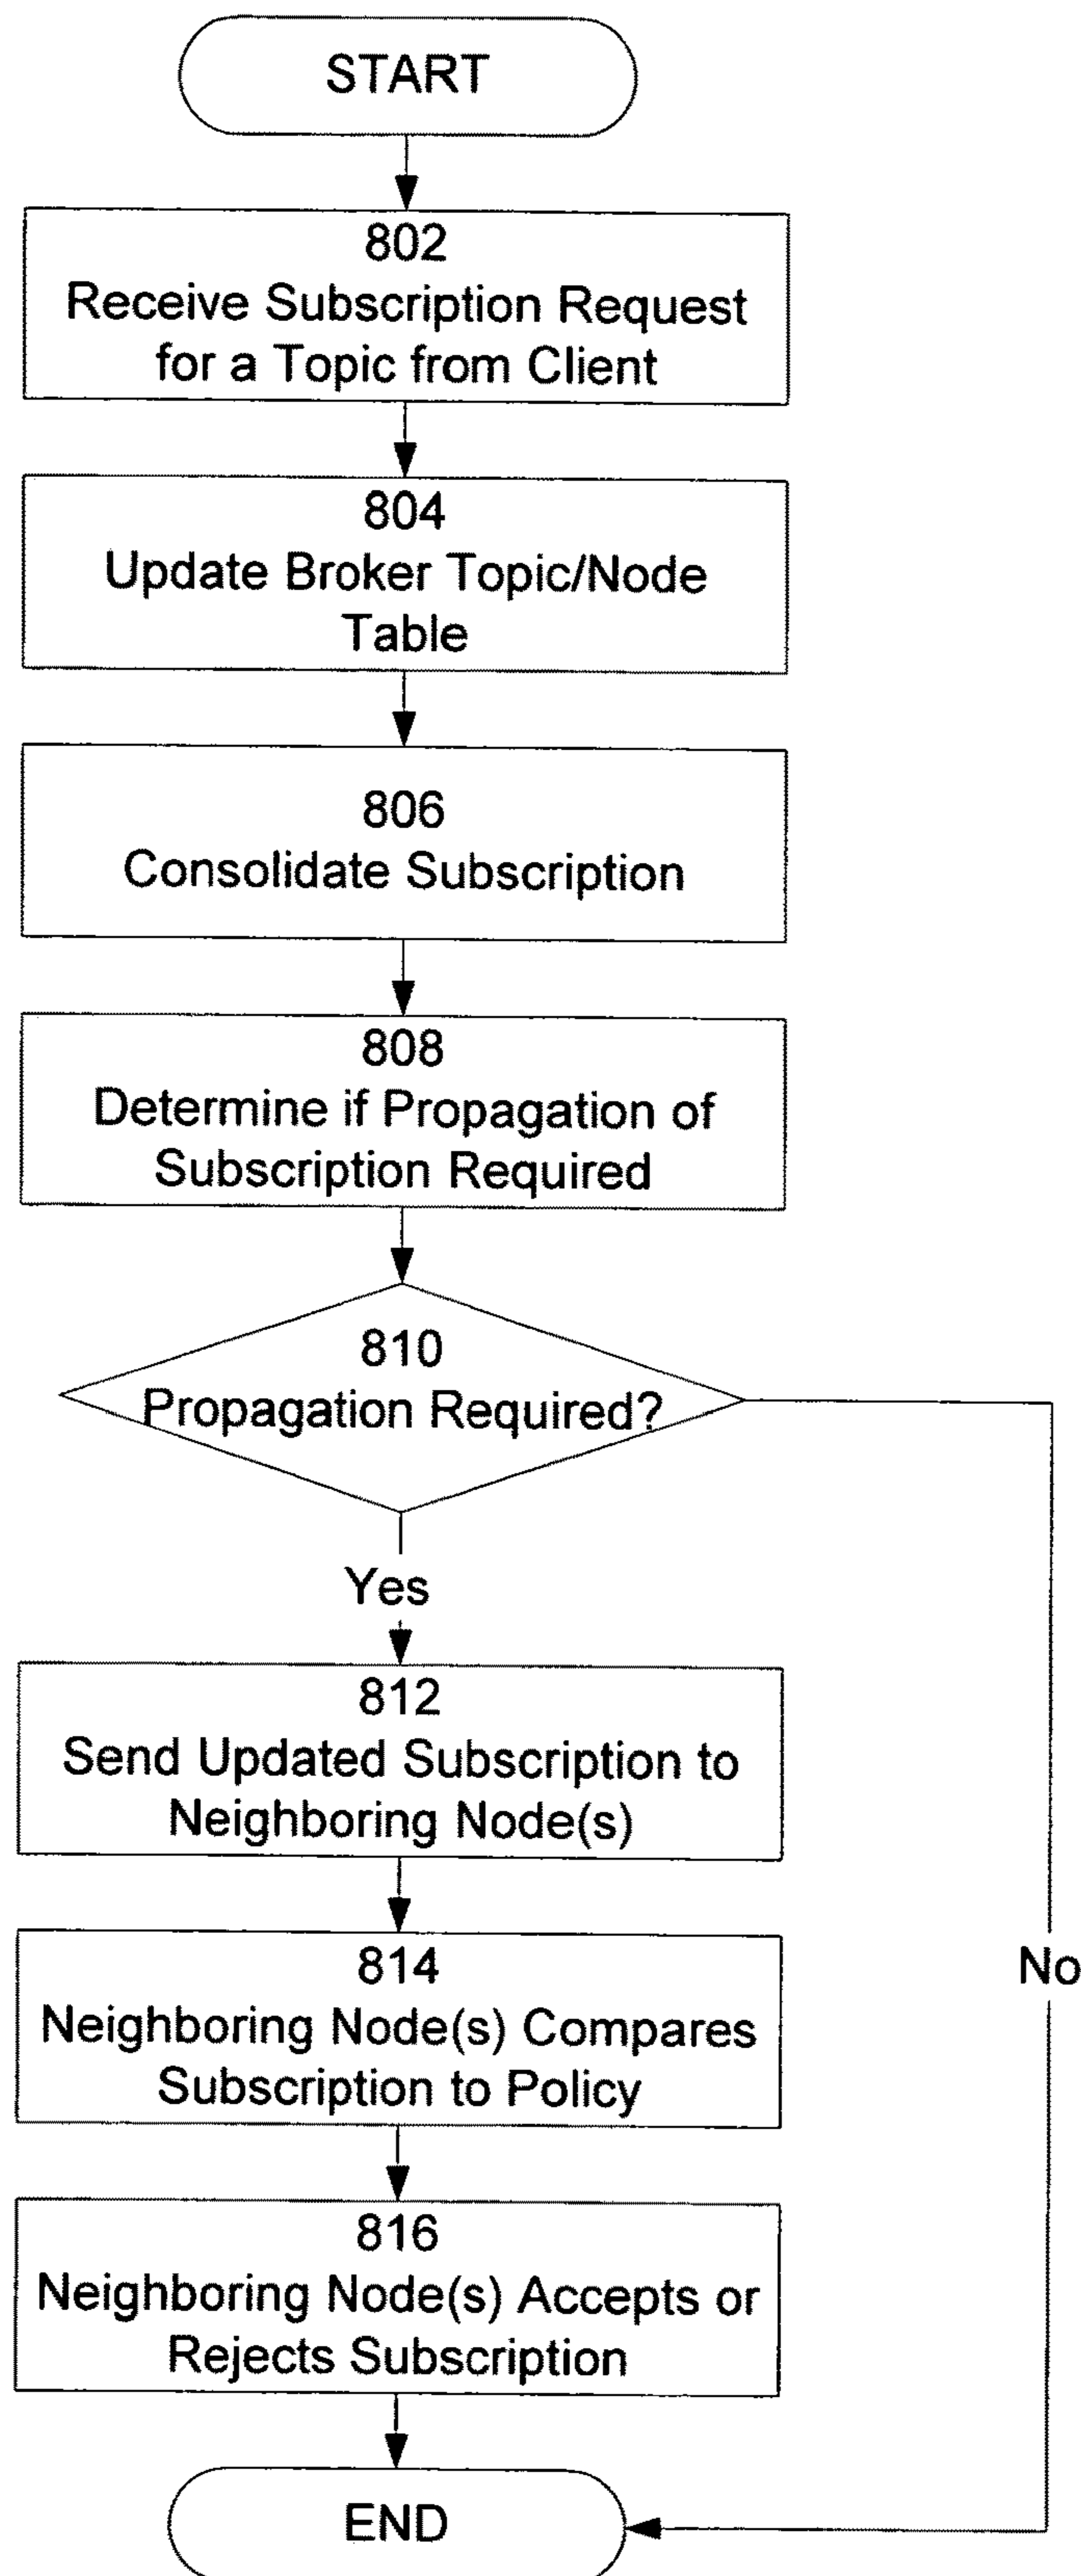 START
802
Receive Subscription Request
for a Topic from Client
804
Update Broker Topic/Node
Table
806
Consolidate Subscription
808
Determine if Propagation of
Subscription Required
810
Propagation Required?
Yes
812
Send Updated Subscription to
Neighboring Node(s)
814
Neighboring Node(s) Compares
Subscription to Policy
No
816
Neighboring Node(s) Accepts or
Rejects Subscription
END